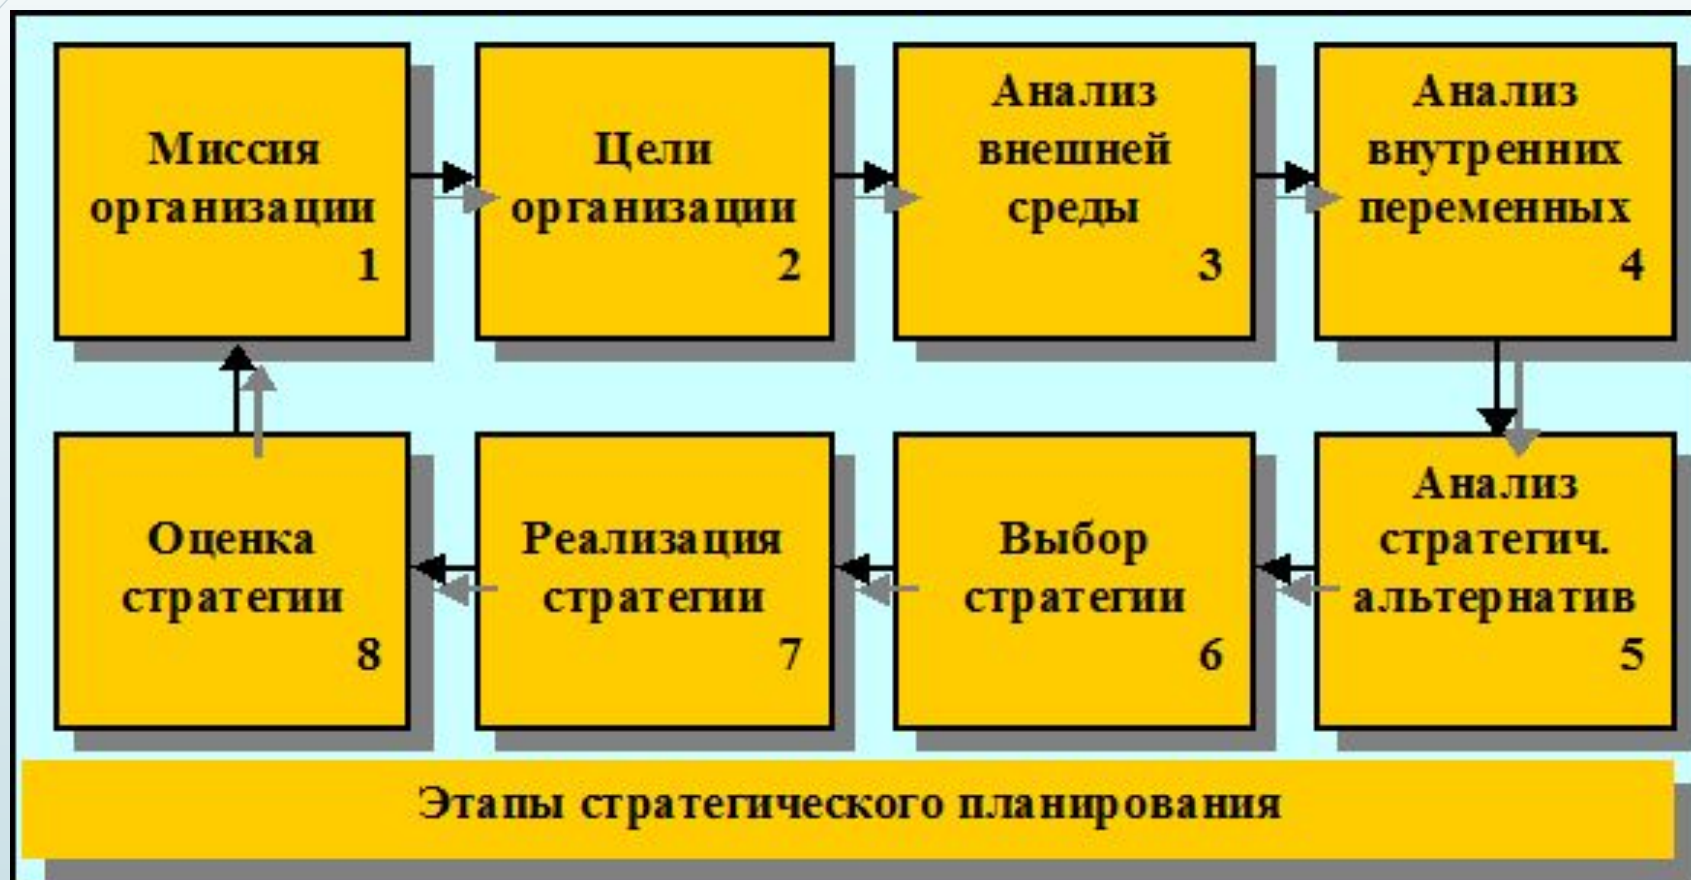 Миссия
организации
1
Цели
организации
2
Анализ
внешней
среды
3
Анализ
внутренних
переменных
4
Оценка
стратегии
8
Реализация
стратегии
7
Выбор
стратегии
6
Анализ
стратегич.
альтернатив
5
Этапы стратегического планирования